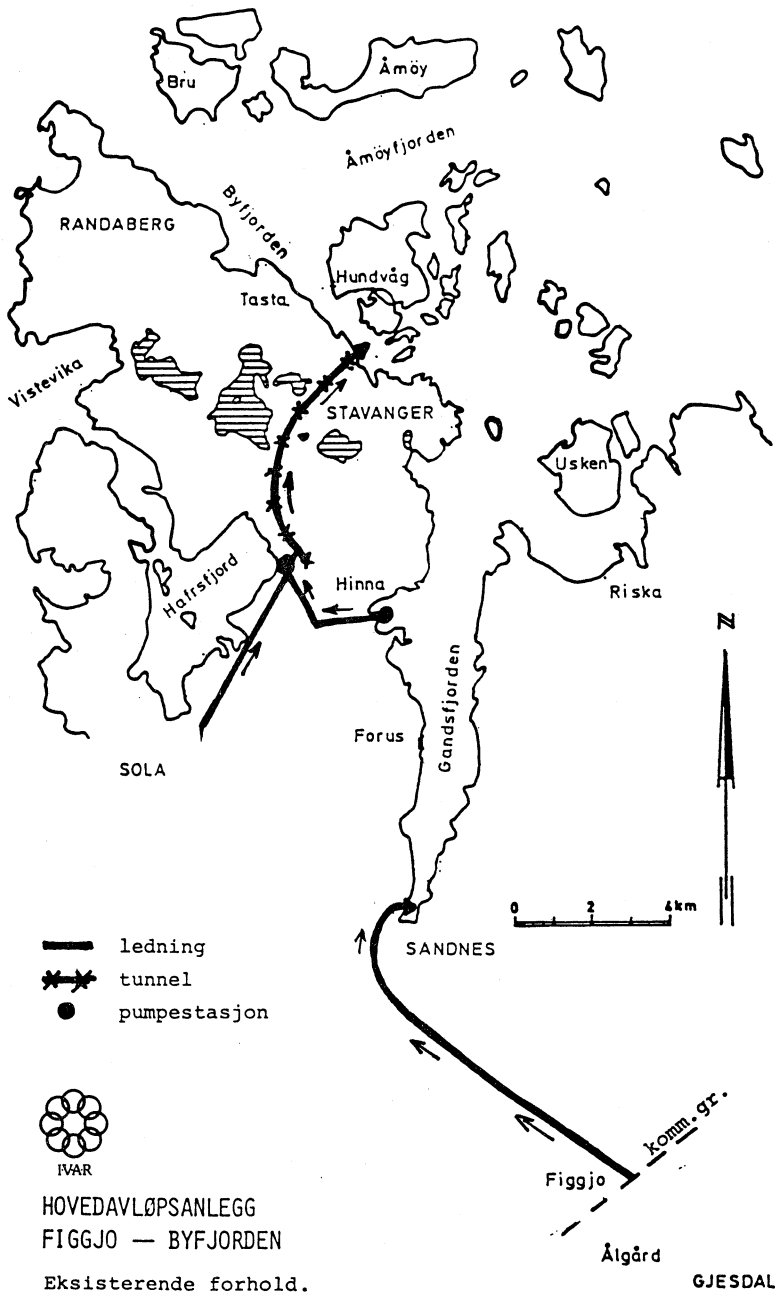 Bru
Åmöy
Åmöyfjorden
Byfjorden
RANDABERG
Hundvåg
Tasta
Vistevika
STAVANGER
Usken
Hafrsfjord
Hinna
Riska
N
Gandsfjorden
Forus
SOLA
0 2 4km
ledning
SANDNES
tunnel
pumpestasjon
komm.gr.
IVAR
Figgjo
HOVEDAVLØPSANLEGG
FIGGJO — BYFJORDEN
Ålgård
Eksisterende forhold.
GJESDAL